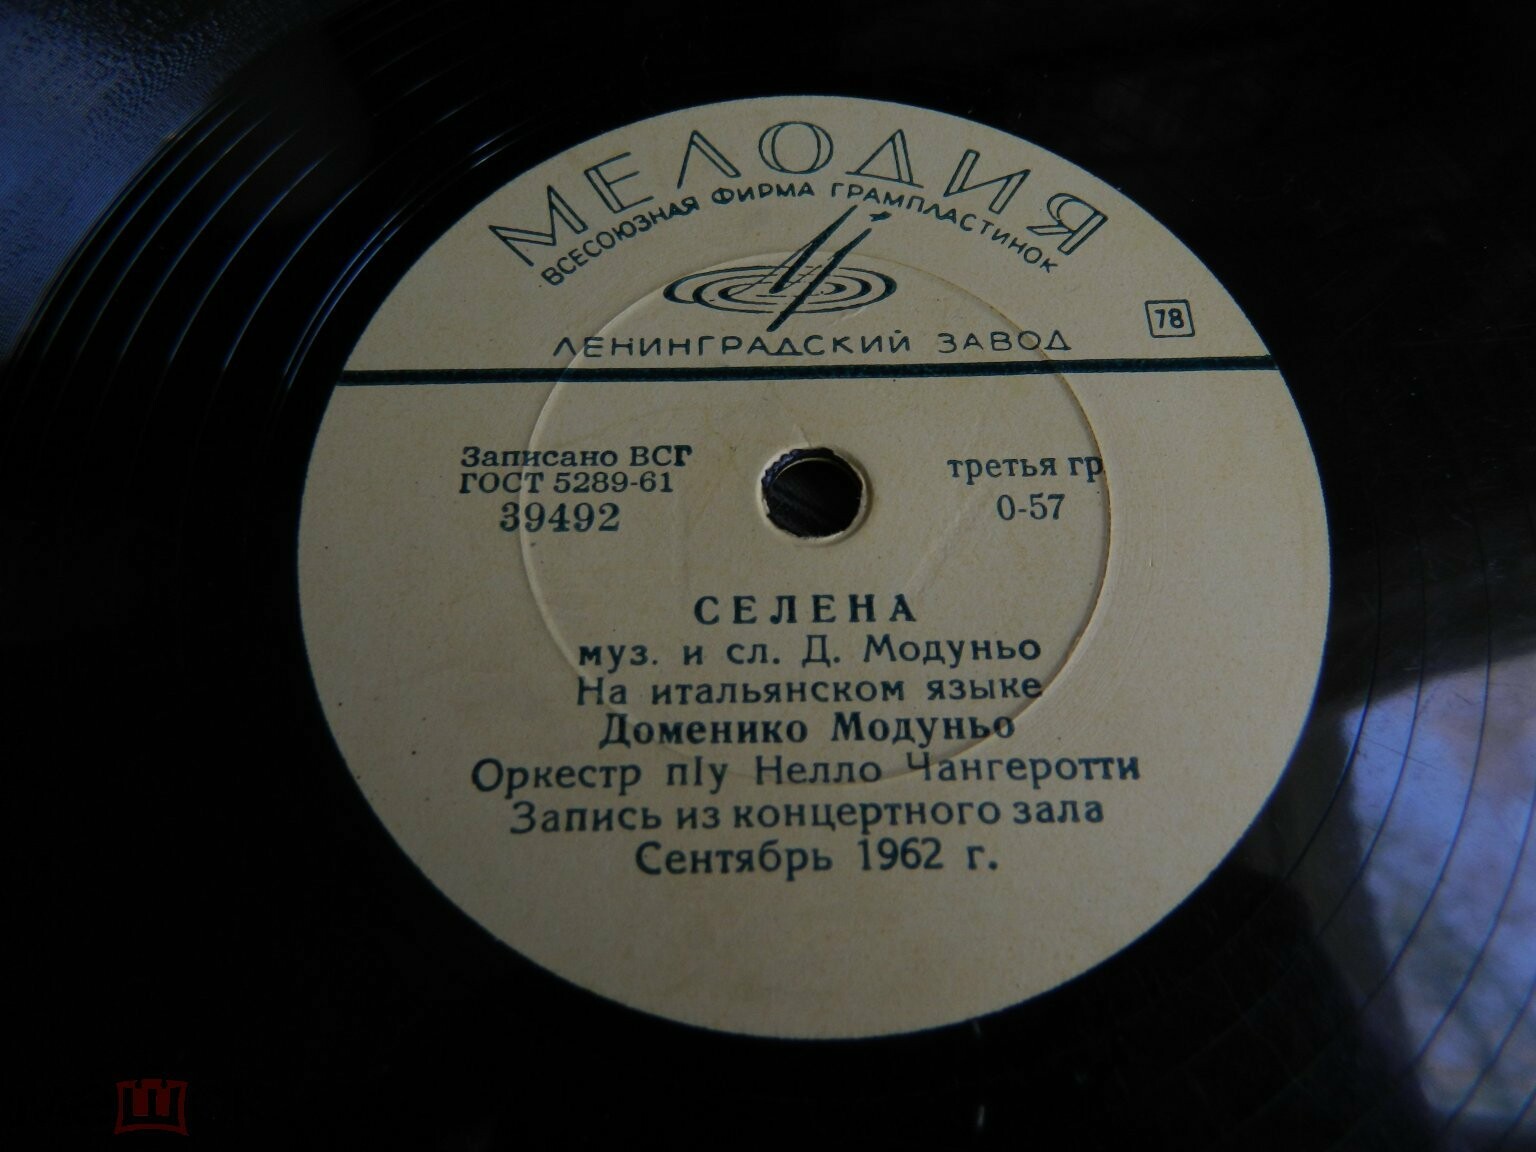 МЕЛОДИЯ
ВСЕСОЮЗНАЯ ФИРМА ГРАМПЛАСТИНОК
ЛЕНИНГРАДСКИЙ ЗАВОД
78
Записано ВСГ
ГОСТ 5289-61
39492
третья гр
0-57
СЕЛЕНА
муз. и сл. Д. Модуньо
На итальянском языке
Доменико Модуньо
Оркестр п/у Нелло Чангеротти
Запись из концертного зала
Сентябрь 1962 г.